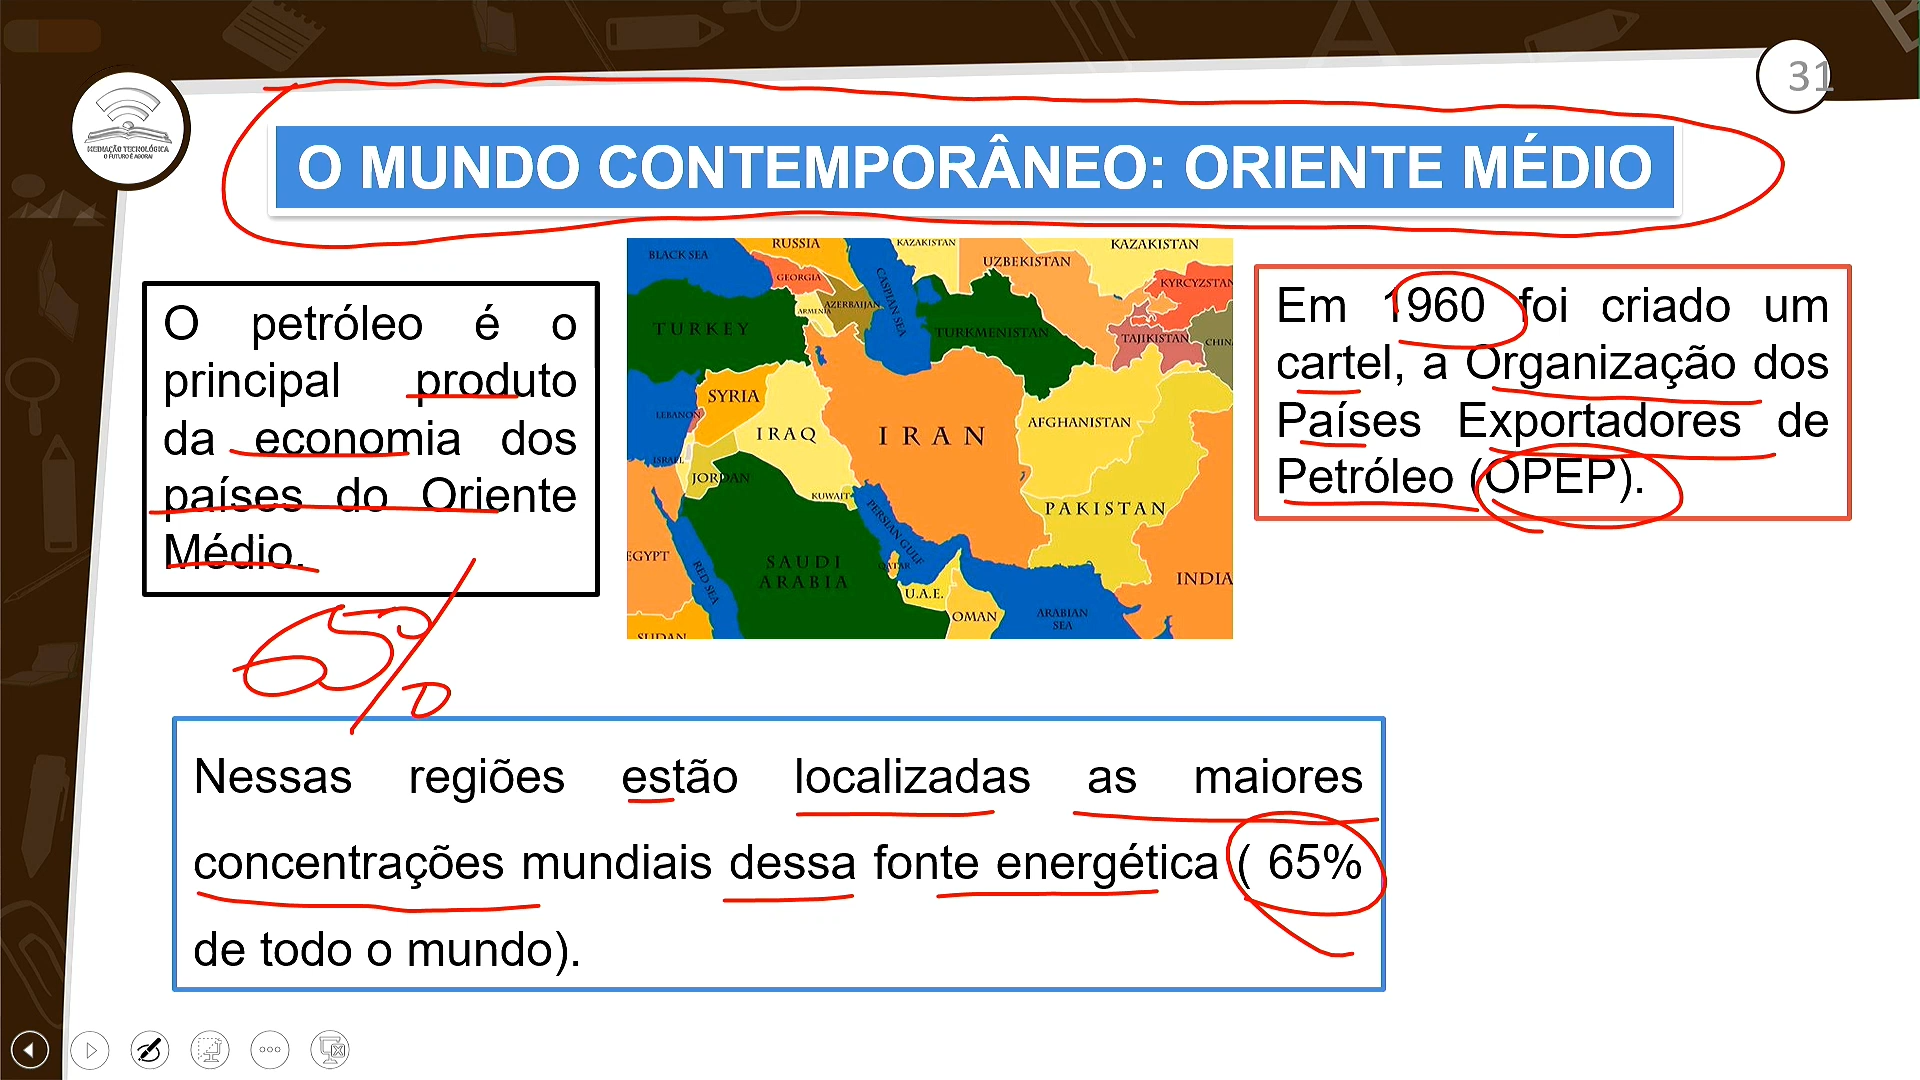 31
MEDIAÇÃO TECNOLÓGICA
O FUTURO É AGORA!
O MUNDO CONTEMPORÂNEO: ORIENTE MÉDIO
O petróleo é o
principal produto
da economia dos
países do Oriente
Médio.
65%
BLACK SEA
RUSSIA
KAZAKISTAN
KAZAKISTAN
GEORGIA
CASPIAN SEA
UZBEKISTAN
KYRGYZSTAN
ARMENIA
AZERBAIJAN
TURKEY
TURKMENISTAN
TAJIKISTAN
CHIN
SYRIA
LEBANON
IRAQ
IRAN
AFGHANISTAN
ISRAEL
JORDAN
KUWAIT
PERSIAN GULF
PAKISTAN
EGYPT
RED SEA
SAUDI
ARABIA
QATAR
U.A.E.
OMAN
ARABIAN
SEA
INDIA
SUDAN
Em 1960 foi criado um
cartel, a Organização dos
Países Exportadores de
Petróleo (OPEP).
Nessas regiões estão localizadas as maiores
concentrações mundiais dessa fonte energética ( 65%
de todo o mundo).